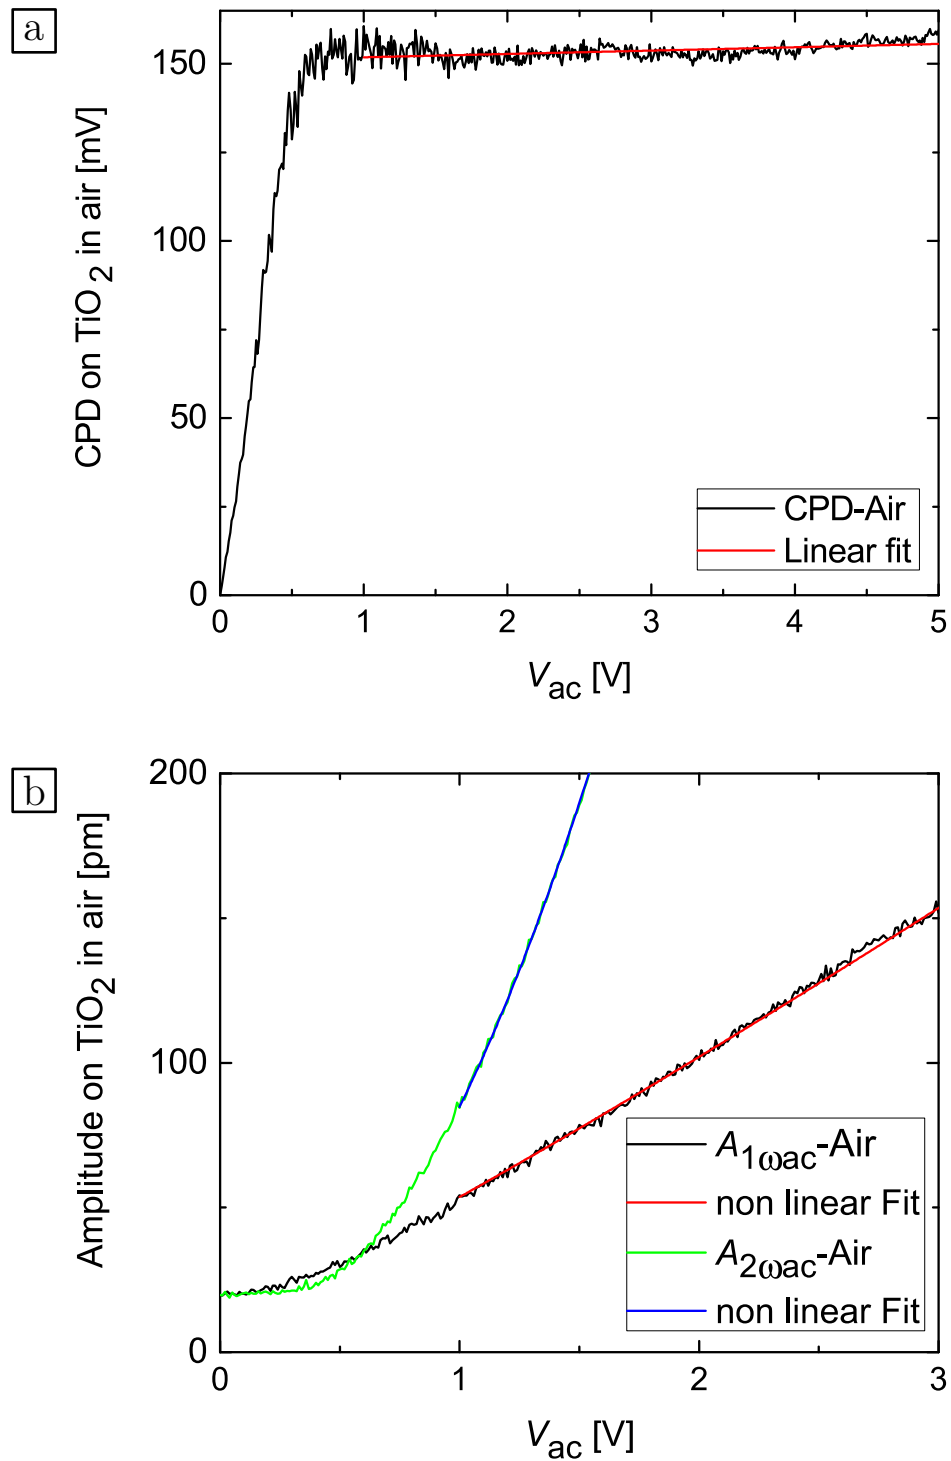 a
CPD on TiO2 in air [mV]
150
100
50
0
CPD-Air
Linear fit
0 1 2 3 4 5
Vac [V]
b
Amplitude on TiO2 in air [pm]
200
100
0
A1ωac-Air
non linear Fit
A2ωac-Air
non linear Fit
0 1 2 3
Vac [V]